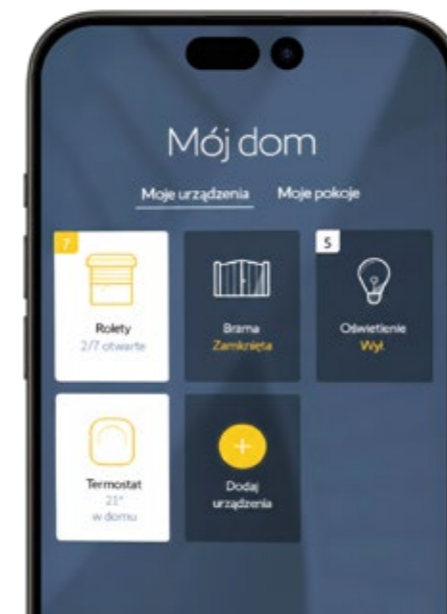 Mój dom
Moje urządzenia Moje pokoje
7
5
Rolety
2/7 otwarte
Brama
Zamknięta
Oświetlenie
Wył.
Termostat
21°
w domu
Dodaj
urządzenia